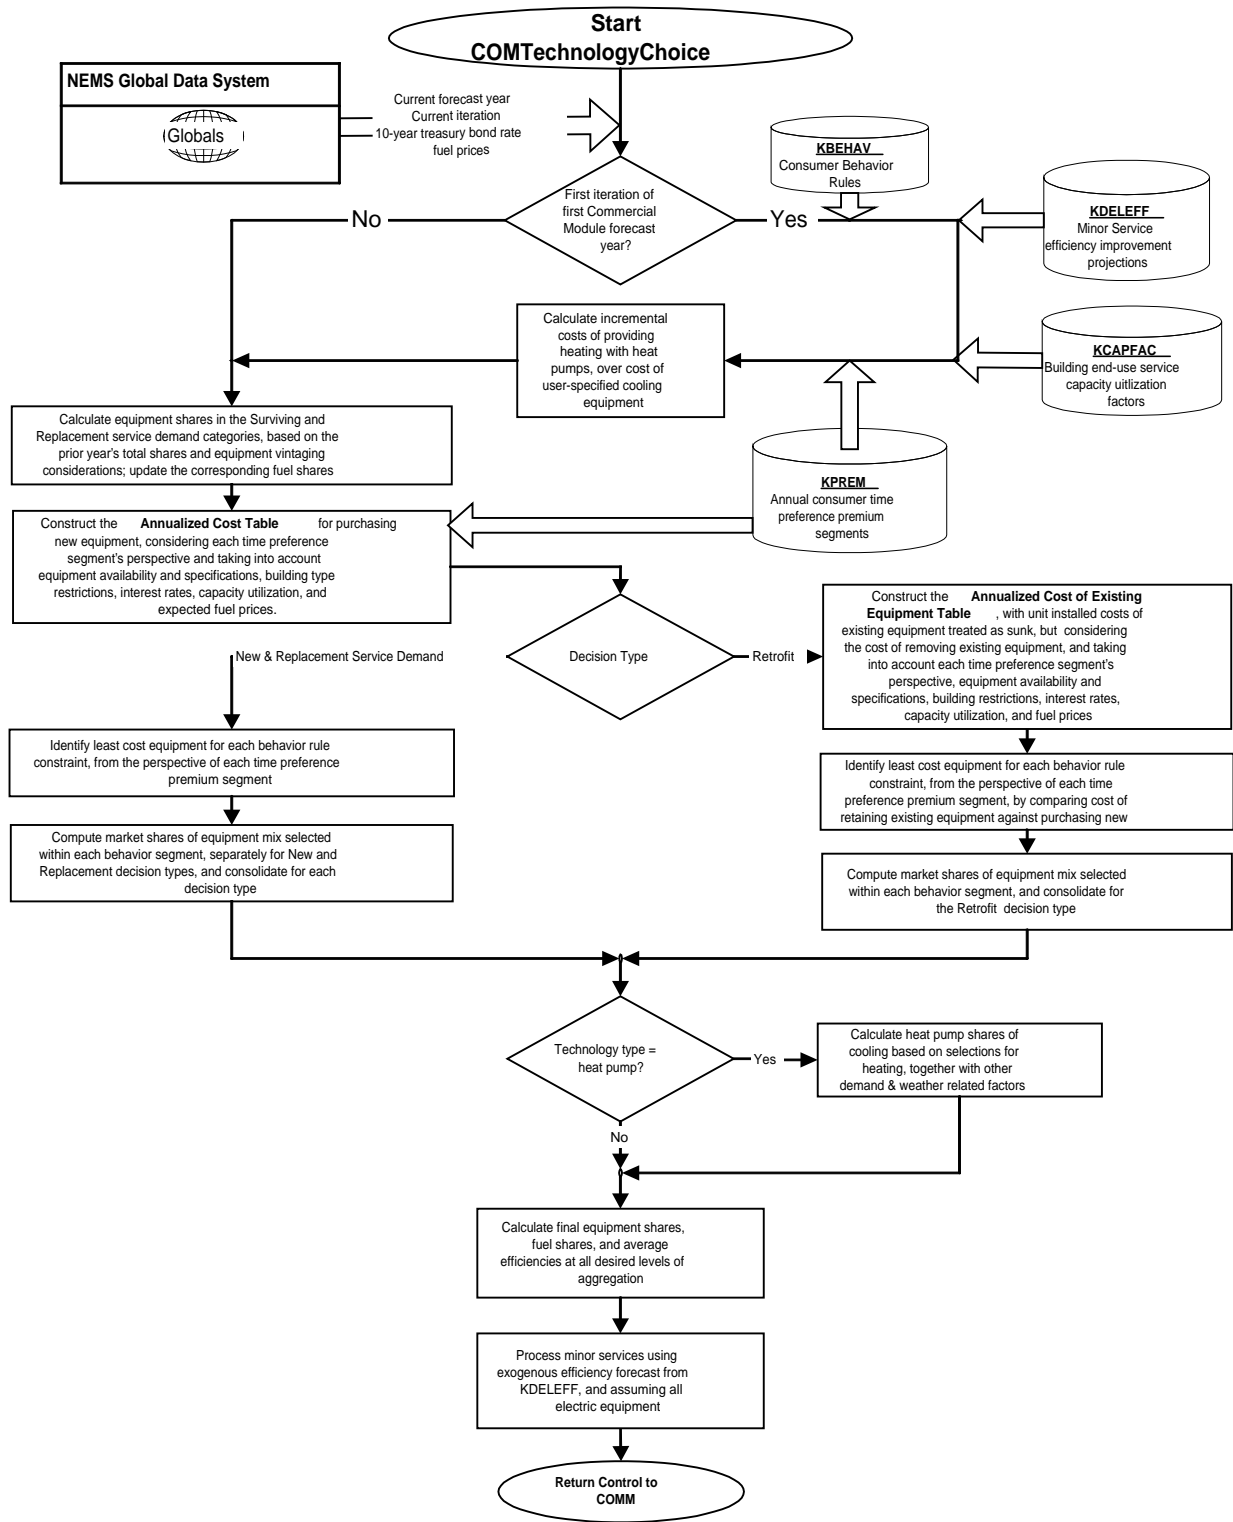 Start
COMTechnologyChoice
NEMS Global Data System
Globals
Current forecast year
Current iteration
10-year treasury bond rate
fuel prices
KBEHAV
Consumer Behavior
Rules
First iteration of
first Commercial
Module forecast
year?
No
Yes
KDELEFF
Minor Service
efficiency improvement
projections
Calculate incremental
costs of providing
heating with heat
pumps, over cost of
user-specified cooling
equipment
KCAPFAC
Building end-use service
capacity uitlization
factors
Calculate equipment shares in the Surviving and
Replacement service demand categories, based on the
prior year's total shares and equipment vintaging
considerations; update the corresponding fuel shares
KPREM
Annual consumer time
preference premium
segments
Construct the Annualized Cost Table for purchasing
new equipment, considering each time preference
segment's perspective and taking into account
equipment availability and specifications, building type
restrictions, interest rates, capacity utilization, and
expected fuel prices.
Construct the Annualized Cost of Existing
Equipment Table , with unit installed costs of
existing equipment treated as sunk, but considering
the cost of removing existing equipment, and taking
into account each time preference segment's
perspective, equipment availability and
specifications, building restrictions, interest rates,
capacity utilization, and fuel prices
New & Replacement Service Demand
Decision Type
Retrofit
Identify least cost equipment for each behavior rule
constraint, from the perspective of each time preference
premium segment
Identify least cost equipment for each behavior rule
constraint, from the perspective of each time
preference premium segment, by comparing cost of
retaining existing equipment against purchasing new
Compute market shares of equipment mix selected
within each behavior segment, separately for New and
Replacement decision types, and consolidate for each
decision type
Compute market shares of equipment mix selected
within each behavior segment, and consolidate for
the Retrofit decision type
Technology type =
heat pump?
Yes
Calculate heat pump shares of
cooling based on selections for
heating, together with other
demand & weather related factors
No
Calculate final equipment shares,
fuel shares, and average
efficiencies at all desired levels of
aggregation
Process minor services using
exogenous efficiency forecast from
KDELEFF, and assuming all
electric equipment
Return Control to
COMM